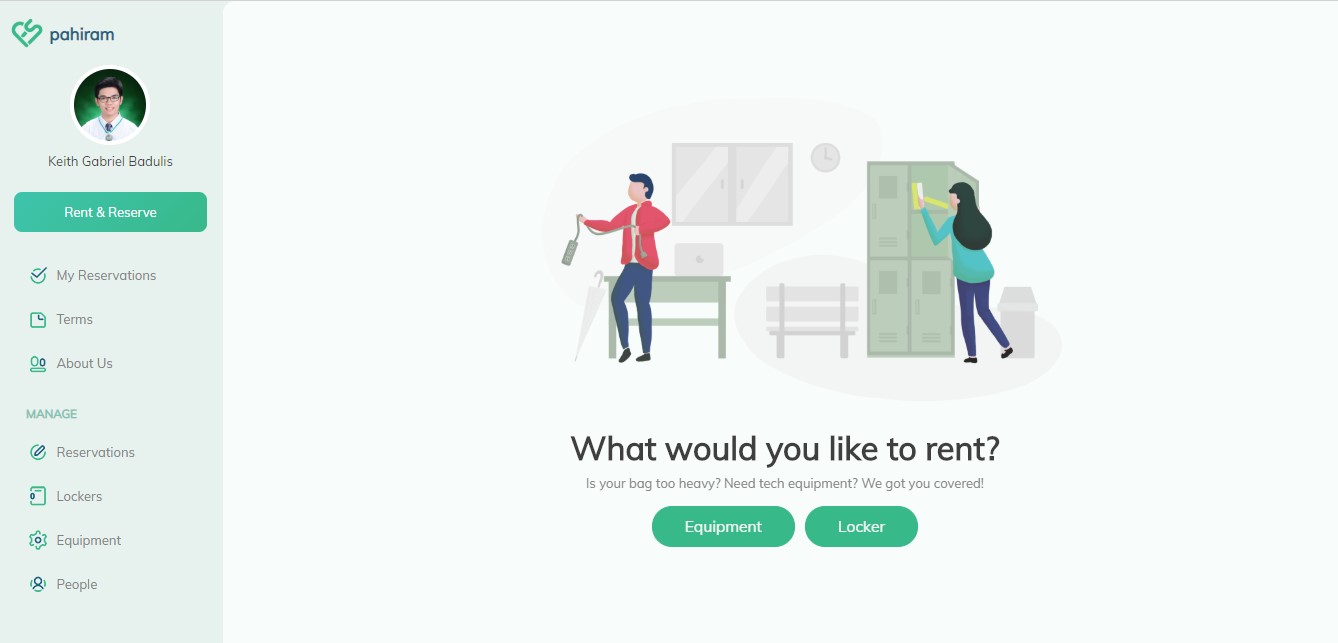 pahiram
Keith Gabriel Badulis
Rent & Reserve
My Reservations
Terms
About Us
MANAGE
Reservations
Lockers
Equipment
People
What would you like to rent?
Is your bag too heavy? Need tech equipment? We got you covered!
Equipment
Locker